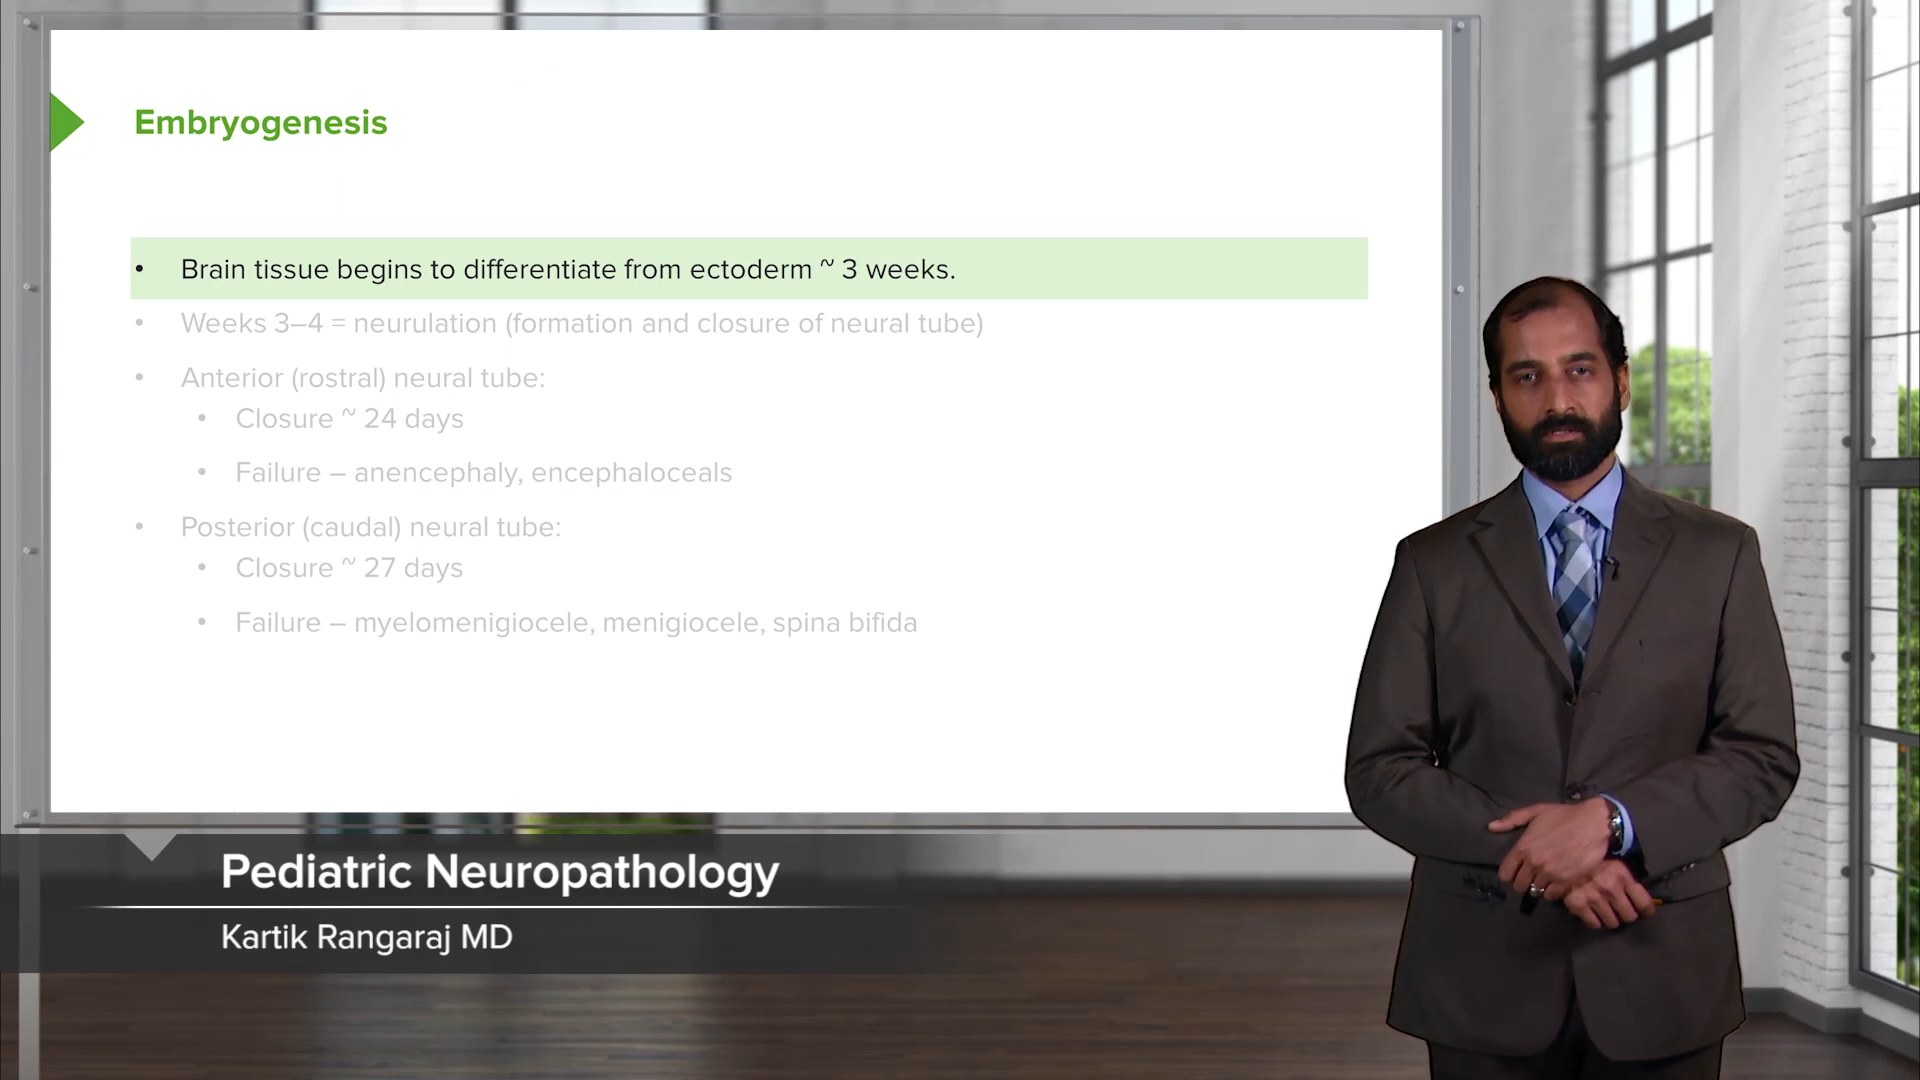 Embryogenesis
• Brain tissue begins to differentiate from ectoderm ~ 3 weeks.
• Weeks 3–4 = neurulation (formation and closure of neural tube)
• Anterior (rostral) neural tube:
• Closure ~ 24 days
• Failure – anencephaly, encephaloceals
• Posterior (caudal) neural tube:
• Closure ~ 27 days
• Failure – myelomenigiocele, menigiocele, spina bifida
Pediatric Neuropathology
Kartik Rangaraj MD